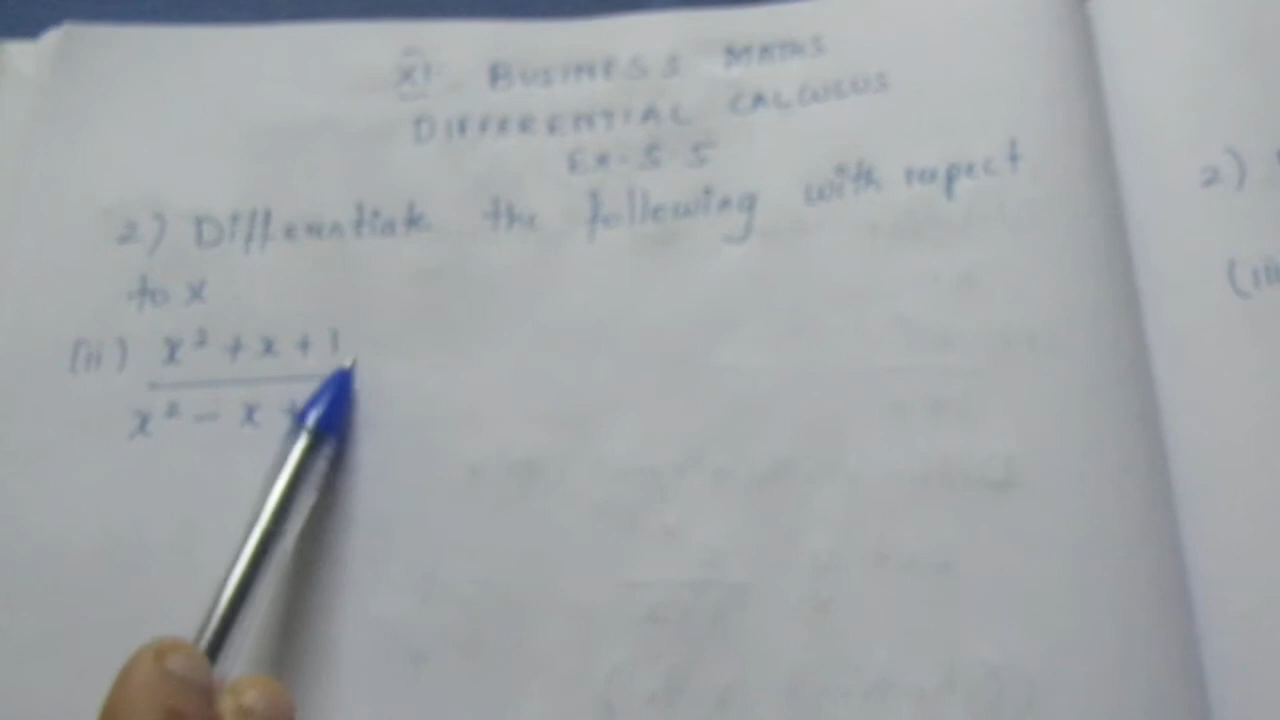 XI BUSINESS MATHS
DIFFERENTIAL CALCULUS
EX-5.5
2) Differentiate the following with respect
to x
(ii) x² + x + 1
x² - x +
2)
(iii